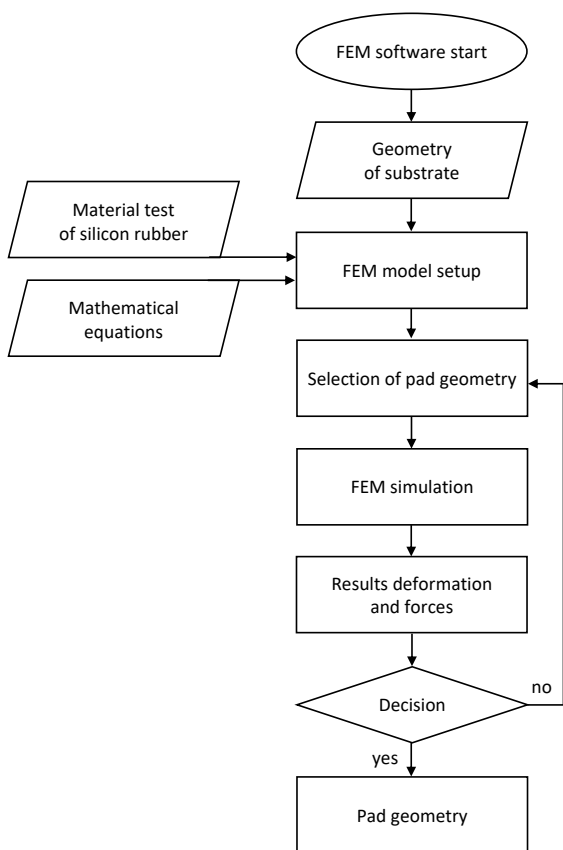 FEM software start
Geometry
of substrate
Material test
of silicon rubber
FEM model setup
Mathematical
equations
Selection of pad geometry
FEM simulation
Results deformation
and forces
Decision
no
yes
Pad geometry